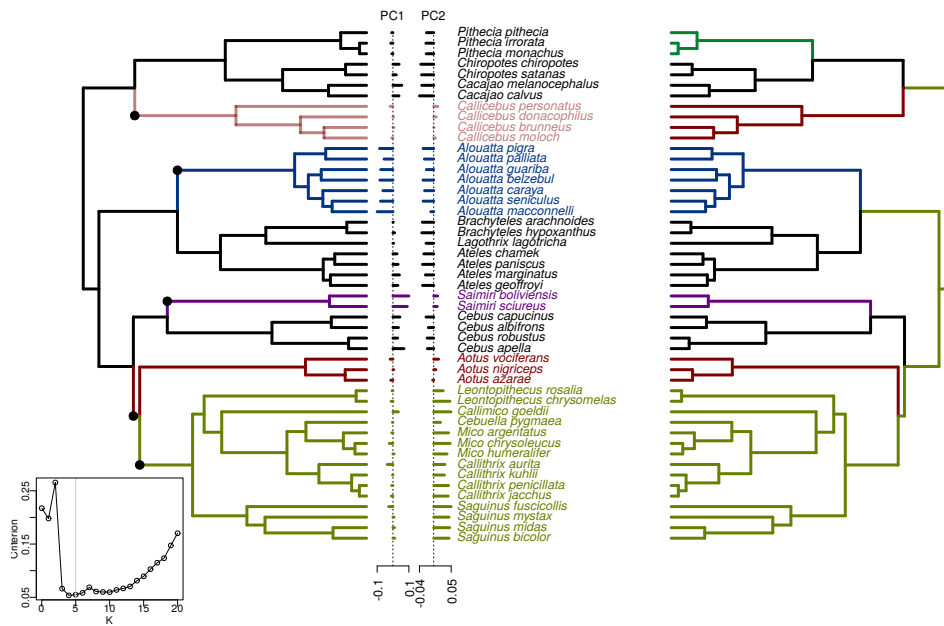 PC1 PC2
Pithecia pithecia
Pithecia irrorata
Pithecia monachus
Chiropotes chiropotes
Chiropotes satanas
Cacajao melanocephalus
Cacajao calvus
Callicebus personatus
Callicebus donacophilus
Callicebus brunneus
Callicebus moloch
Alouatta pigra
Alouatta palliata
Alouatta guariba
Alouatta belzebul
Alouatta caraya
Alouatta seniculus
Alouatta macconnelli
Brachyteles arachnoides
Brachyteles hypoxanthus
Lagothrix lagotricha
Ateles chamek
Ateles paniscus
Ateles marginatus
Ateles geoffroyi
Saimiri boliviensis
Saimiri sciureus
Cebus capucinus
Cebus albifrons
Cebus robustus
Cebus apella
Aotus vociferans
Aotus nigriceps
Aotus azarae
Leontopithecus rosalia
Leontopithecus chrysomelas
Callimico goeldii
Cebuella pygmaea
Mico argentatus
Mico chrysoleucus
Mico humeralifer
Callithrix aurita
Callithrix kuhlii
Callithrix penicillata
Callithrix jacchus
Saguinus fuscicollis
Saguinus mystax
Saguinus midas
Saguinus bicolor
-0.1 0.1 -0.04 0.05
Criterion
0.05 0.15 0.25
0 5 10 15 20
K